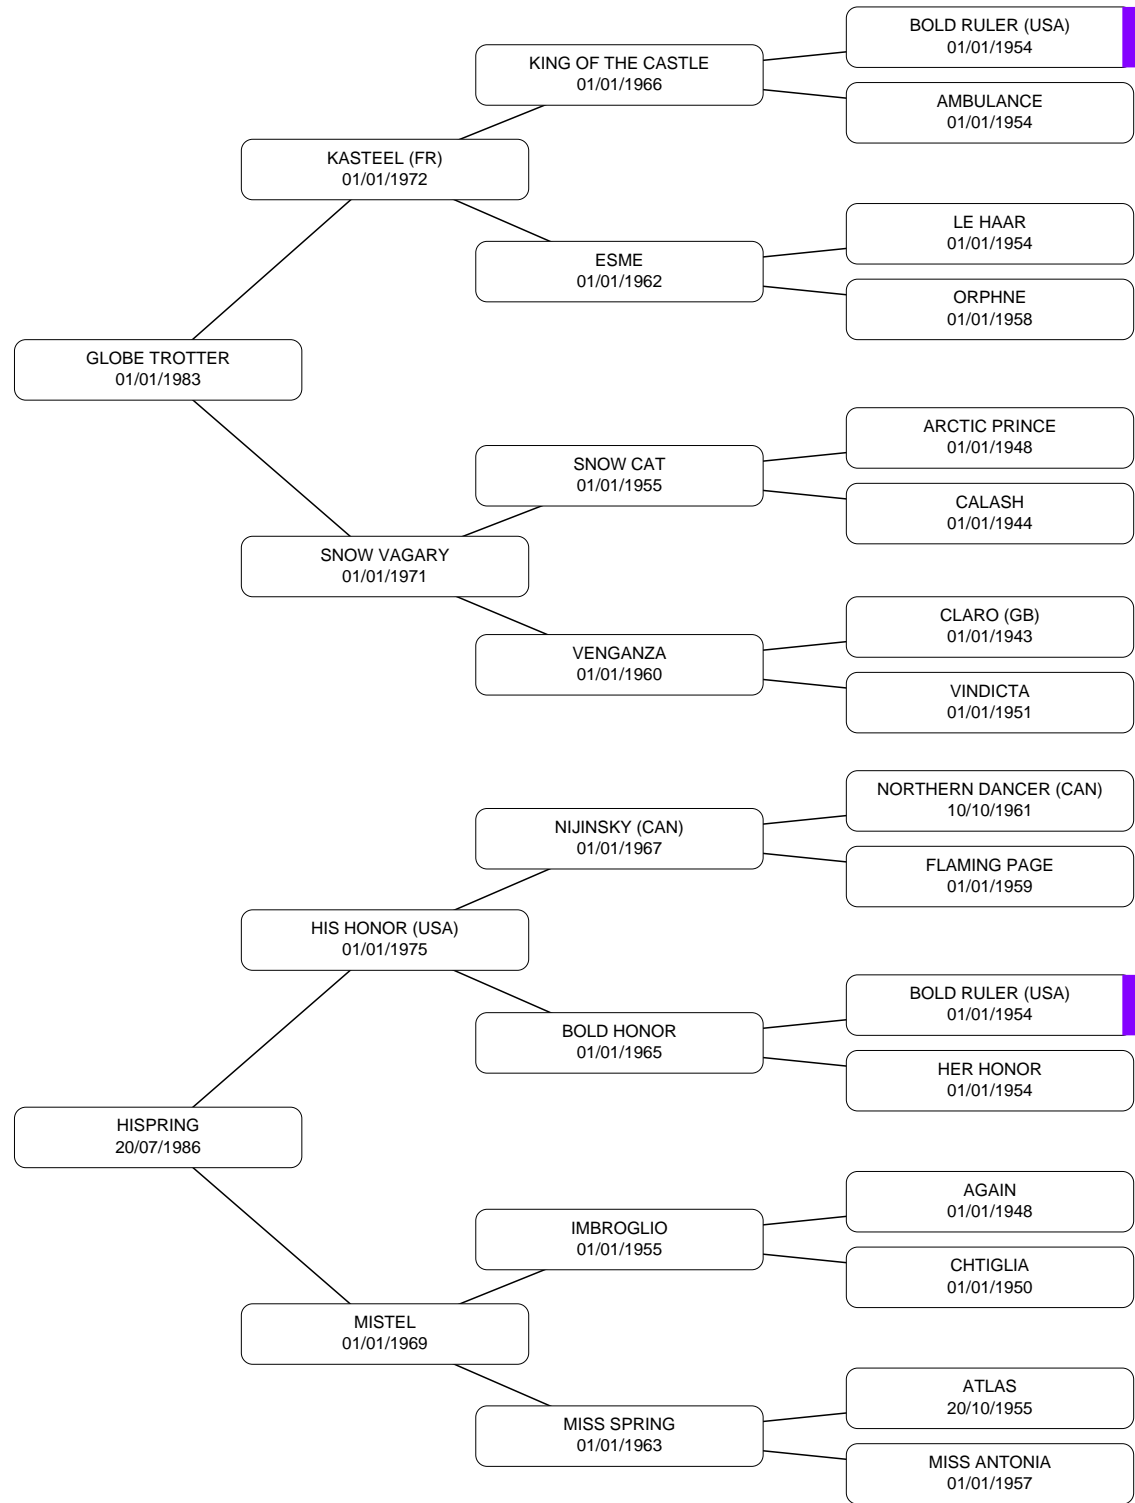 BOLD RULER (USA)
01/01/1954
KING OF THE CASTLE
01/01/1966
AMBULANCE
01/01/1954
KASTEEL (FR)
01/01/1972
LE HAAR
01/01/1954
ESME
01/01/1962
ORPHNE
01/01/1958
GLOBE TROTTER
01/01/1983
ARCTIC PRINCE
01/01/1948
SNOW CAT
01/01/1955
CALASH
01/01/1944
SNOW VAGARY
01/01/1971
CLARO (GB)
01/01/1943
VENGANZA
01/01/1960
VINDICTA
01/01/1951
NORTHERN DANCER (CAN)
10/10/1961
NIJINSKY (CAN)
01/01/1967
FLAMING PAGE
01/01/1959
HIS HONOR (USA)
01/01/1975
BOLD RULER (USA)
01/01/1954
BOLD HONOR
01/01/1965
HER HONOR
01/01/1954
HISPRING
20/07/1986
AGAIN
01/01/1948
IMBROGLIO
01/01/1955
CHTIGLIA
01/01/1950
MISTEL
01/01/1969
ATLAS
20/10/1955
MISS SPRING
01/01/1963
MISS ANTONIA
01/01/1957